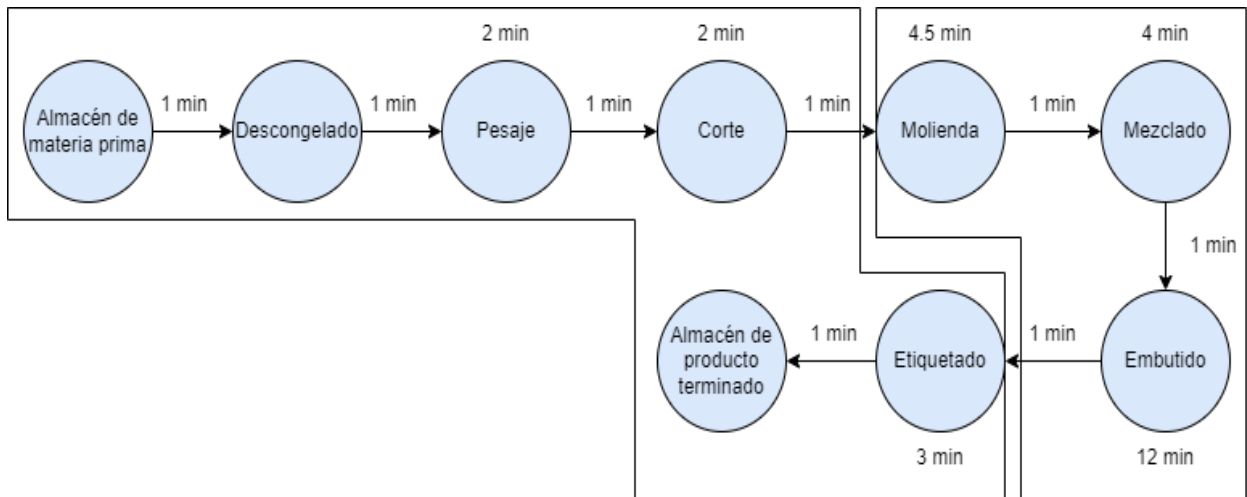 2 min
2 min
4.5 min
4 min
Almacén de
materia prima
1 min
Descongelado
1 min
Pesaje
1 min
Corte
1 min
Molienda
1 min
Mezclado
1 min
Almacén de
producto
terminado
1 min
Etiquetado
1 min
Embutido
3 min
12 min